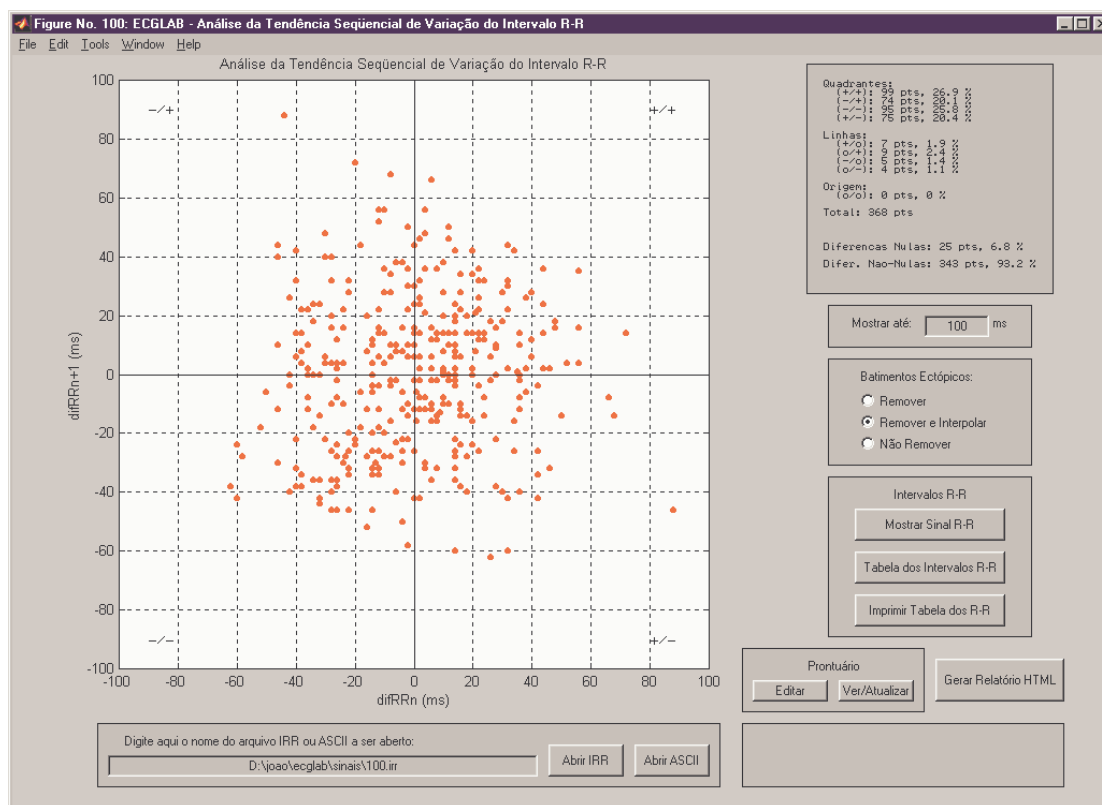 Figure No. 100: ECGLAB - Análise da Tendência Seqüencial de Variação do Intervalo R-R
File Edit Tools Window Help
Análise da Tendência Seqüencial de Variação do Intervalo R-R
100
80
60
40
20
0
-20
-40
-60
-80
-100
difRRn+1 (ms)
−/+
+/+
−/−
+/−
-100 -80 -60 -40 -20 0 20 40 60 80 100
difRRn (ms)
Quadrantes:
(+/+): 99 pts, 26.9 %
(-/+): 74 pts, 20.1 %
(-/-): 95 pts, 25.8 %
(+/-): 75 pts, 20.4 %
Linhas:
(+/o): 7 pts, 1.9 %
(o/+): 9 pts, 2.4 %
(-/o): 5 pts, 1.4 %
(o/-): 4 pts, 1.1 %
Origem:
(o/o): 0 pts, 0 %
Total: 368 pts
Diferencas Nulas: 25 pts, 6.8 %
Difer. Nao-Nulas: 343 pts, 93.2 %
Mostrar até: 100 ms
Batimentos Ectópicos:
Remover
Remover e Interpolar
Não Remover
Intervalos R-R
Mostrar Sinal R-R
Tabela dos Intervalos R-R
Imprimir Tabela dos R-R
Prontuário
Editar Ver/Atualizar
Gerar Relatório HTML
Digite aqui o nome do arquivo IRR ou ASCII a ser aberto:
D:\joao\ecglab\sinais\100.irr
Abrir IRR Abrir ASCII